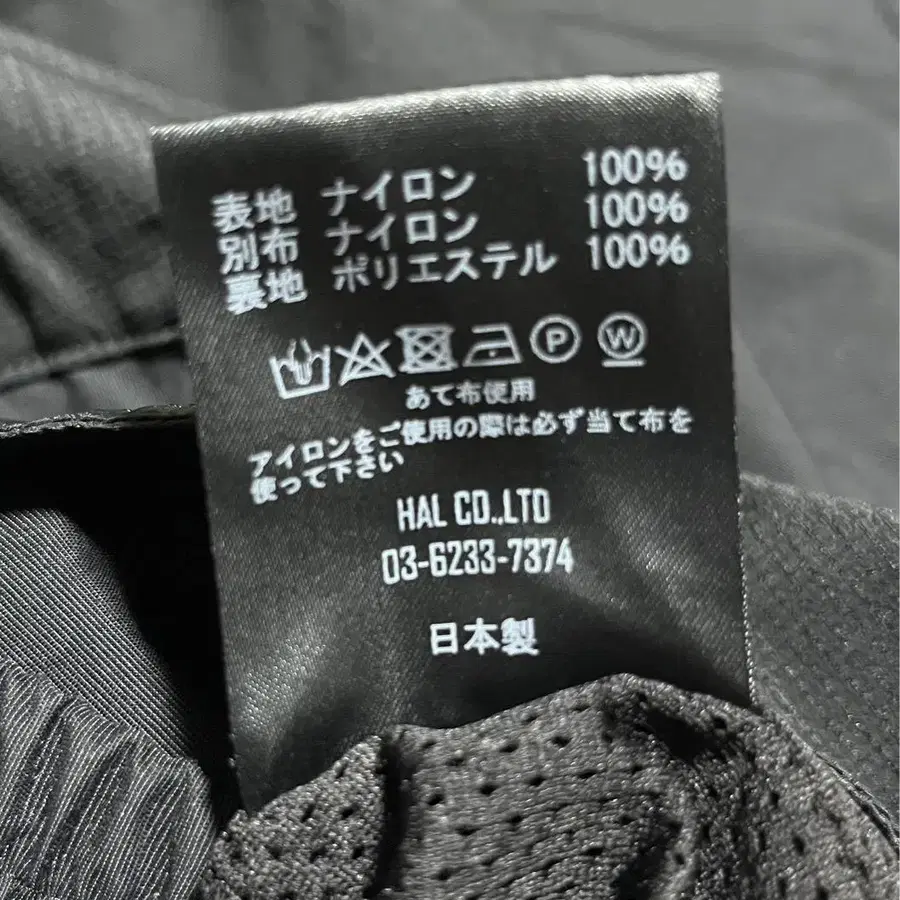 表地 ナイロン 100%
別布 ナイロン 100%
裏地 ポリエステル 100%
P W
あて布使用
アイロンをご使用の際は必ず当て布を
使って下さい
HAL CO.,LTD
03-6233-7374
日本製